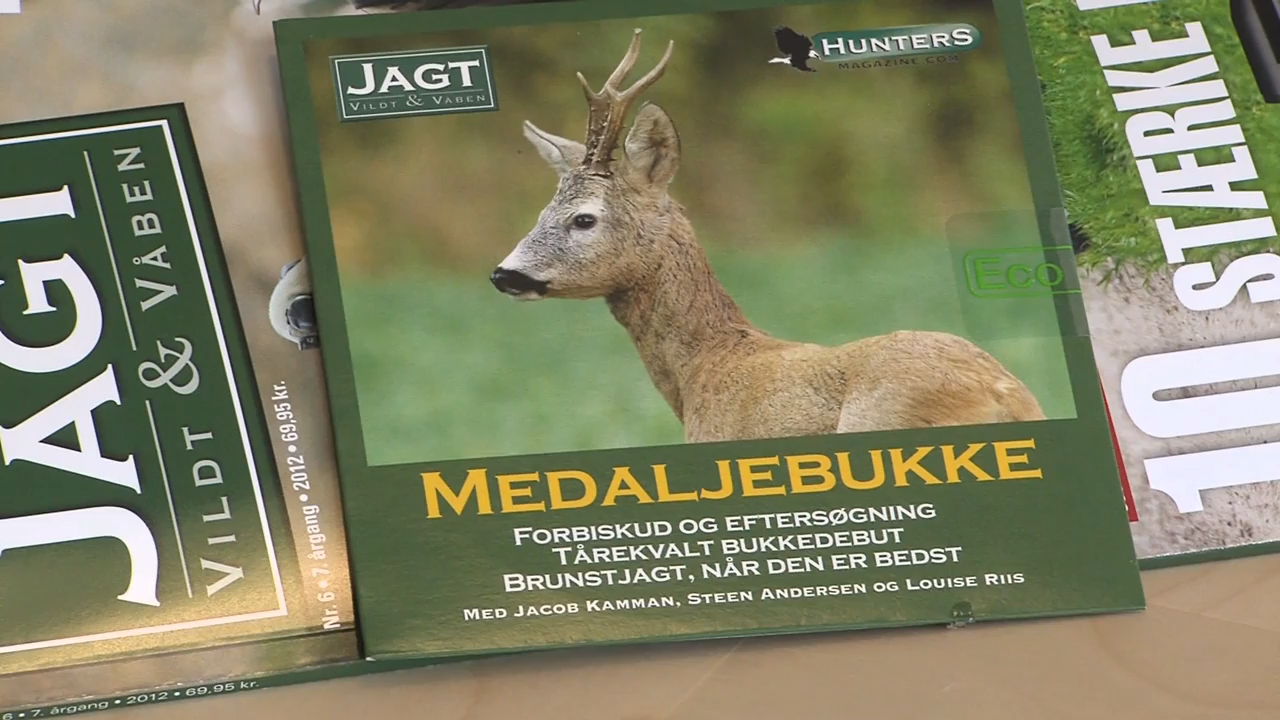 JAGT
VILDT & VÅBEN
Nr. 6 • 7. årgang • 2012 • 69,95 kr.
6 • 7. årgang • 2012 • 69,95 kr.
JAGT
VILDT & VÅBEN
HUNTERS
MAGAZINE.COM
ECO
MEDALJEBUKKE
FORBISKUD OG EFTERSØGNING
TÅREKVALT BUKKEDEBUT
BRUNSTJAGT, NÅR DEN ER BEDST
MED JACOB KAMMAN, STEEN ANDERSEN OG LOUISE RIIS
10 STÆRKE